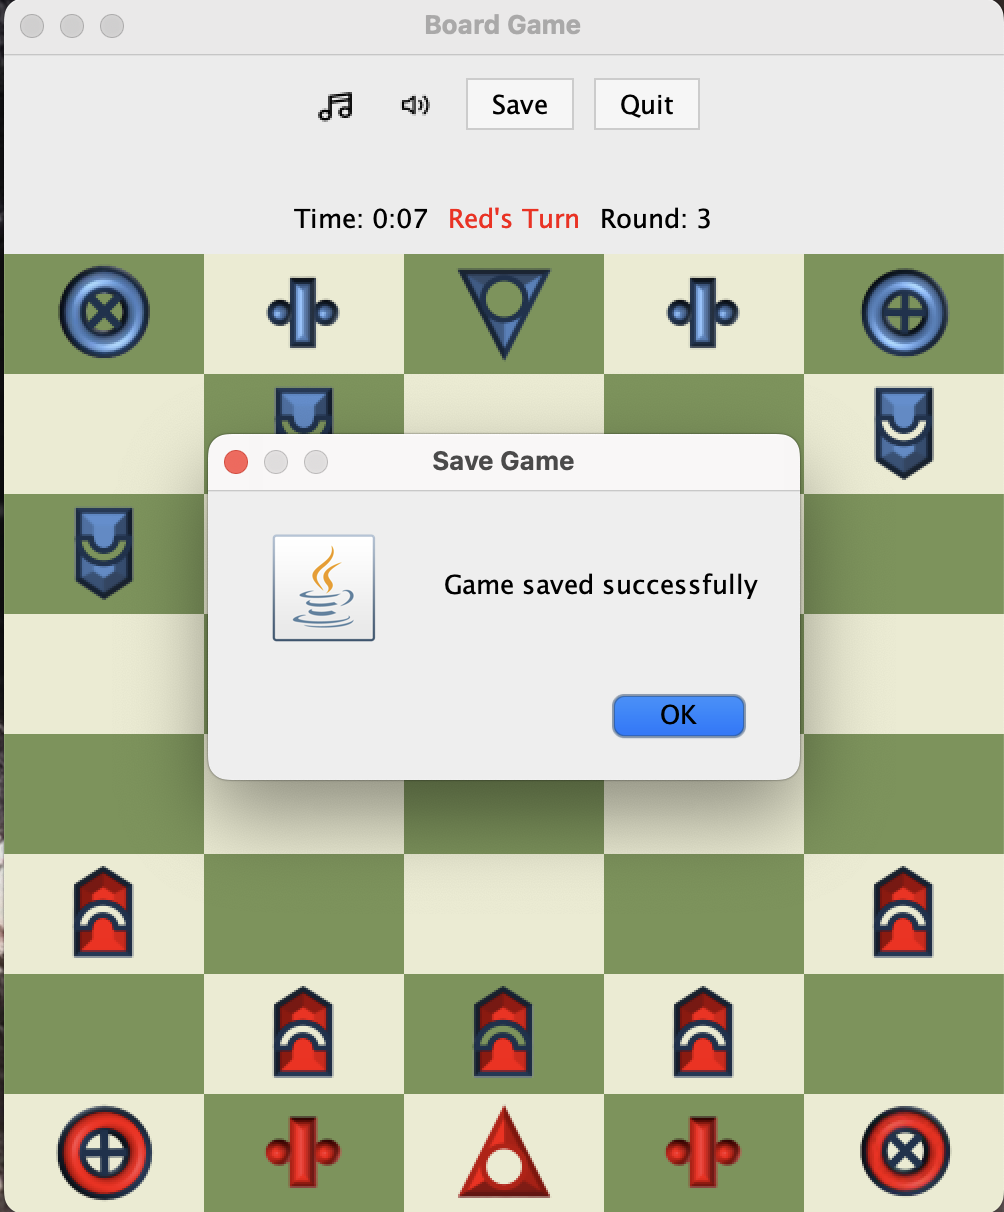 Board Game
Save Quit
Time: 0:07 Red's Turn Round: 3
Save Game
Game saved successfully
OK